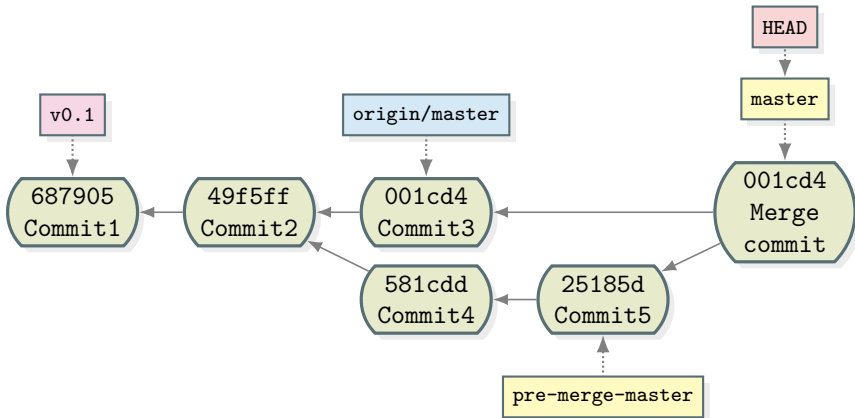 HEAD
master
v0.1
origin/master
687905
Commit1
49f5ff
Commit2
001cd4
Commit3
001cd4
Merge
commit
581cdd
Commit4
25185d
Commit5
pre-merge-master